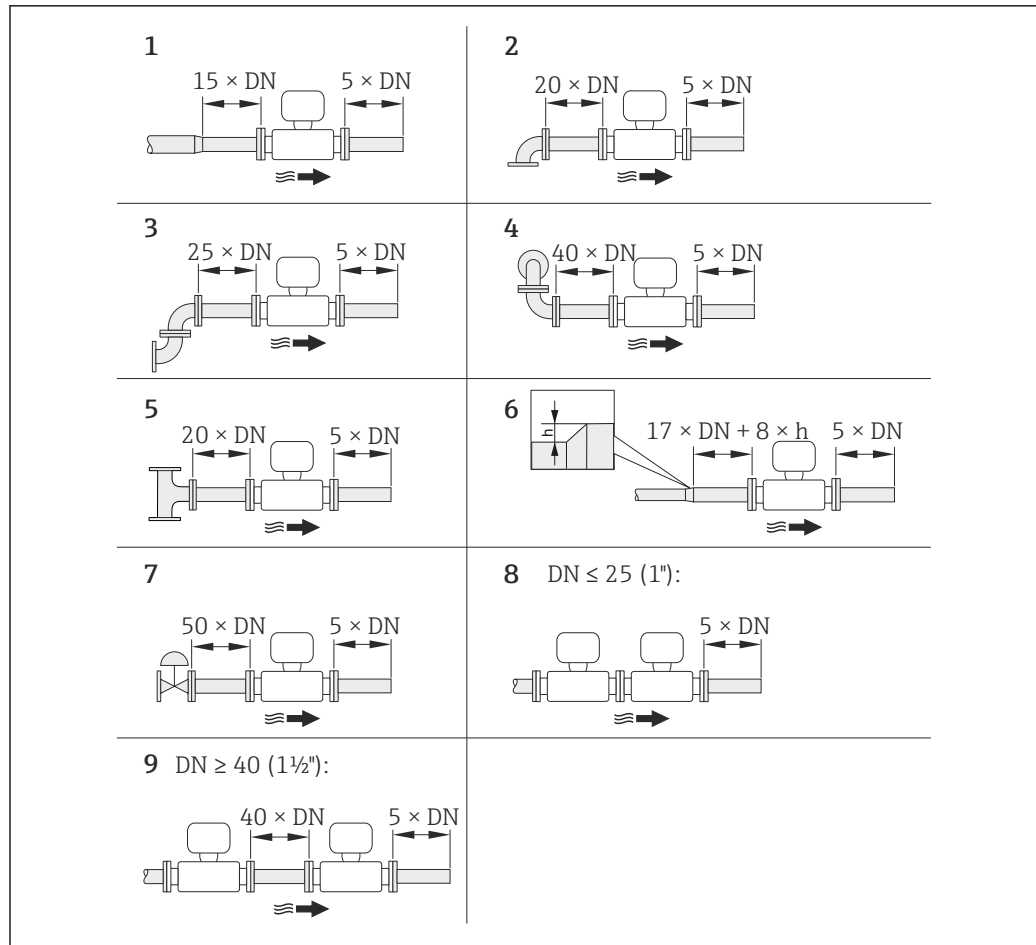 1
15 × DN 5 × DN
2
20 × DN 5 × DN
3
25 × DN 5 × DN
4
40 × DN 5 × DN
5
20 × DN 5 × DN
6
h
17 × DN + 8 × h 5 × DN
7
50 × DN 5 × DN
8 DN ≤ 25 (1"):
5 × DN
9 DN ≥ 40 (1½"):
40 × DN 5 × DN